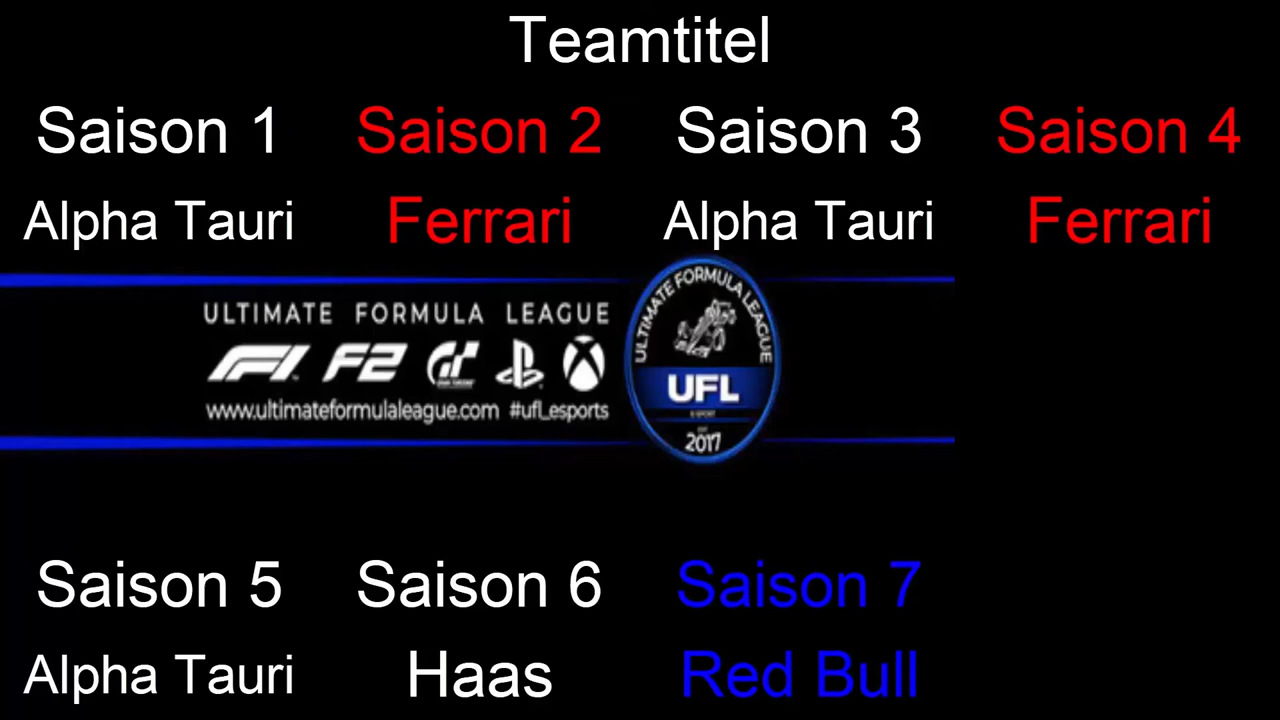 Teamtitel
Saison 1 Saison 2 Saison 3 Saison 4
Alpha Tauri Ferrari Alpha Tauri Ferrari
ULTIMATE FORMULA LEAGUE
F1 F2 GT
www.ultimateformulaleague.com #ufl_esports
ULTIMATE FORMULA LEAGUE
UFL
2017
Saison 5 Saison 6 Saison 7
Alpha Tauri Haas Red Bull